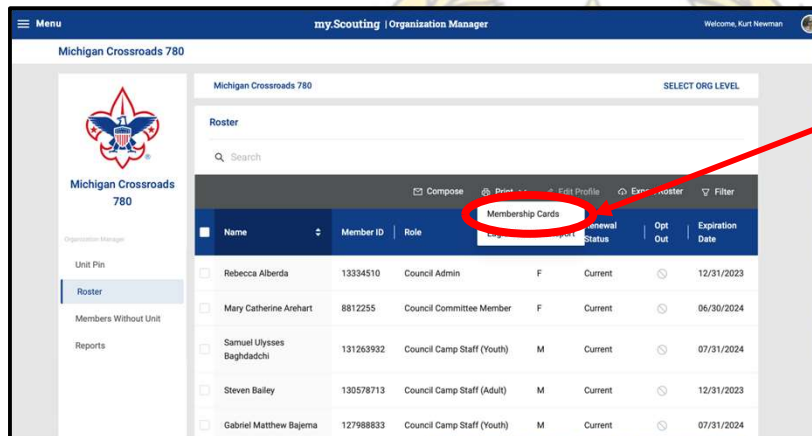 Menu
my.Scouting | Organization Manager
Welcome, Kurt Newman
Michigan Crossroads 780
Michigan Crossroads 780
SELECT ORG LEVEL
Michigan Crossroads
780
Organization Manager
Unit Pin
Roster
Members Without Unit
Reports
Roster
Search
Compose Print Edit Profile Roster Filter
Membership Cards
Name Member ID Role Renewal Status Opt Out Expiration Date
Rebecca Alberda 13334510 Council Admin F Current 12/31/2023
Mary Catherine Arehart 8812255 Council Committee Member F Current 06/30/2024
Samuel Ulysses Baghdadchi 131263932 Council Camp Staff (Youth) M Current 07/31/2024
Steven Bailey 130578713 Council Camp Staff (Adult) M Current 12/31/2023
Gabriel Matthew Bajema 127988833 Council Camp Staff (Youth) M Current 07/31/2024